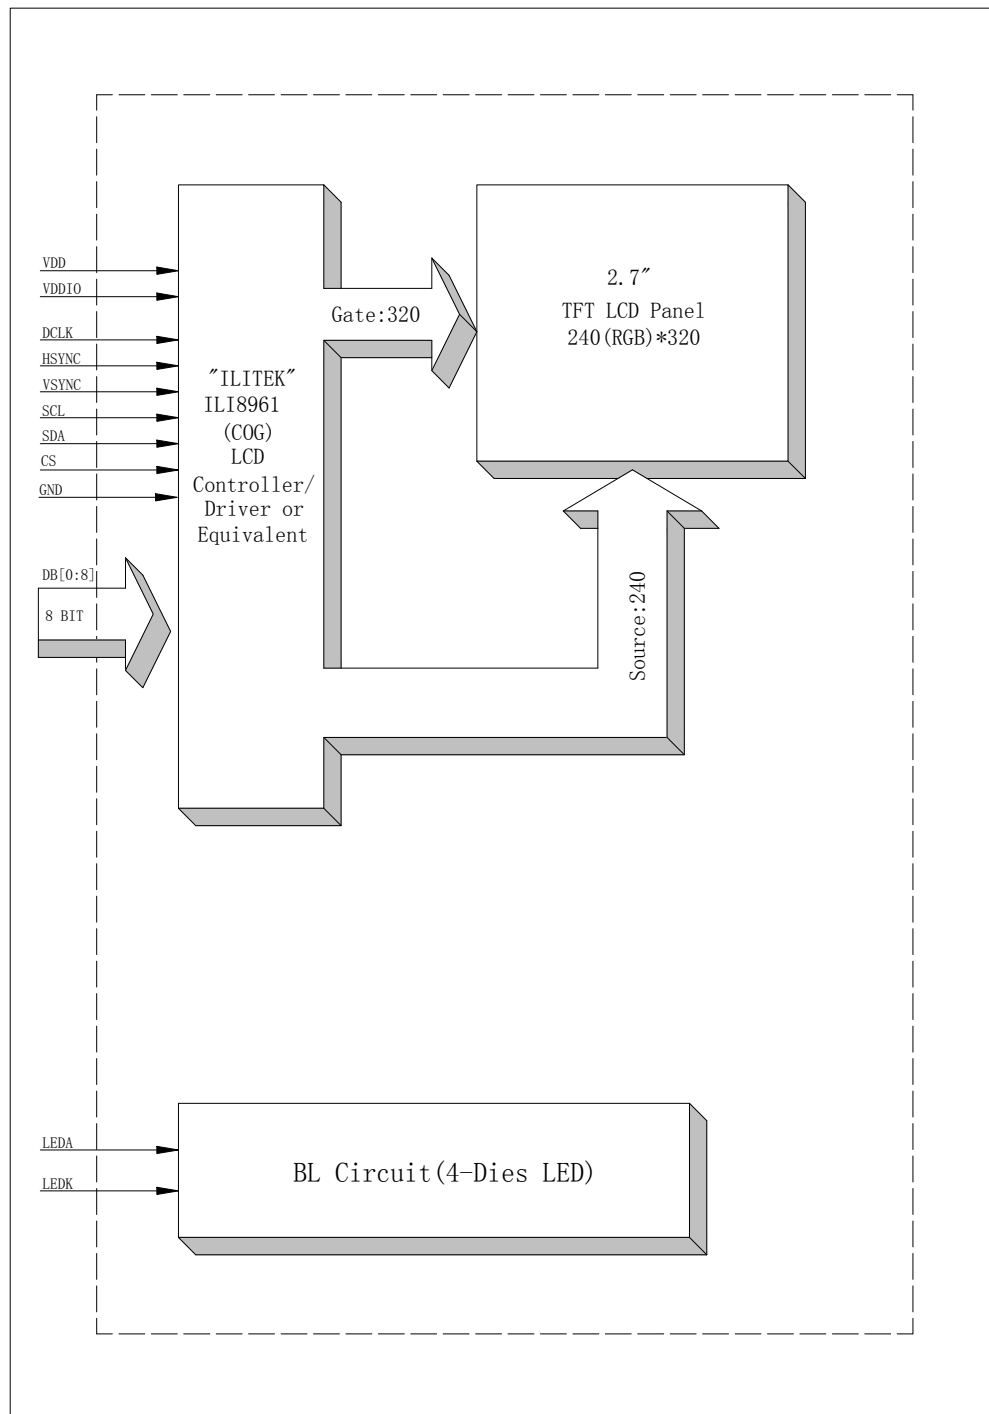 VDD
VDDIO
DCLK
HSYNC
VSYNC
SCL
SDA
CS
GND
DB[0:8]
8 BIT
"ILITEK"
ILI8961
(COG)
LCD
Controller/
Driver or
Equivalent
Gate:320
2.7"
TFT LCD Panel
240(RGB)*320
Source:240
LEDA
LEDK
BL Circuit(4-Dies LED)